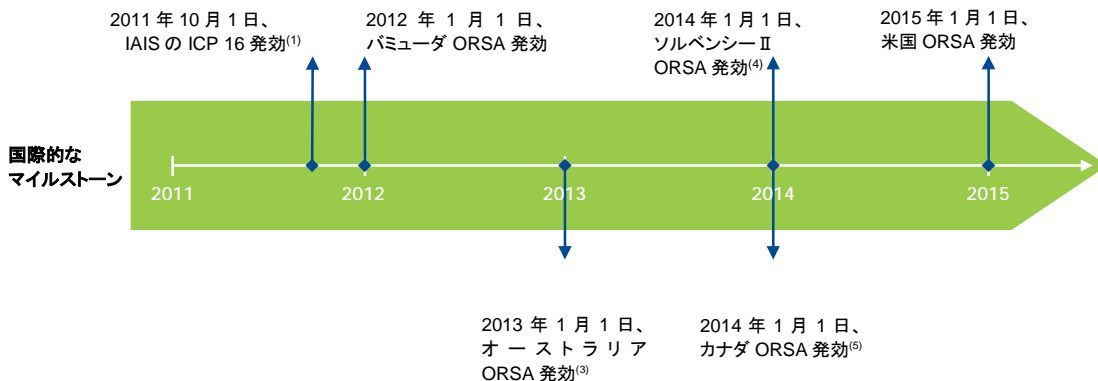 2011 年 10 月 1 日、
IAIS の ICP 16 発効(1)
2012 年 1 月 1 日、
バミューダ ORSA 発効
2014 年 1 月 1 日、
ソルベンシーⅡ
ORSA 発効(4)
2015 年 1 月 1 日、
米国 ORSA 発効
国際的な
マイルストーン
2011
2012
2013
2014
2015
2013 年 1 月 1 日、
オーストラリア
ORSA 発効(3)
2014 年 1 月 1 日、
カナダ ORSA 発効(5)